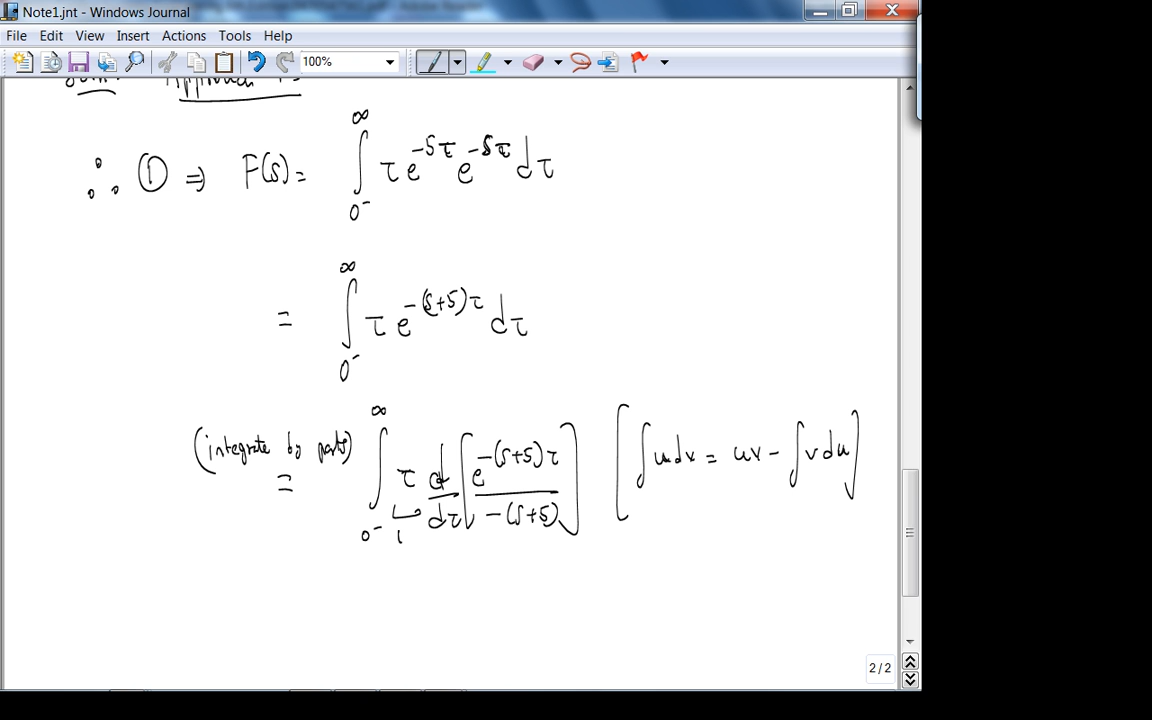 Note1.jnt - Windows Journal
File Edit View Insert Actions Tools Help
100%
∴ ① ⇒ F(s) = ∫₀₋^∞ τ e^{-5τ} e^{-sτ} dτ
= ∫₀₋^∞ τ e^{-(s+5)τ} dτ
(integrate by parts) = ∫₀₋^∞ τ d/dτ [e^{-(s+5)τ} / -(s+5)] [∫u dv = uv - ∫v du]
2/2